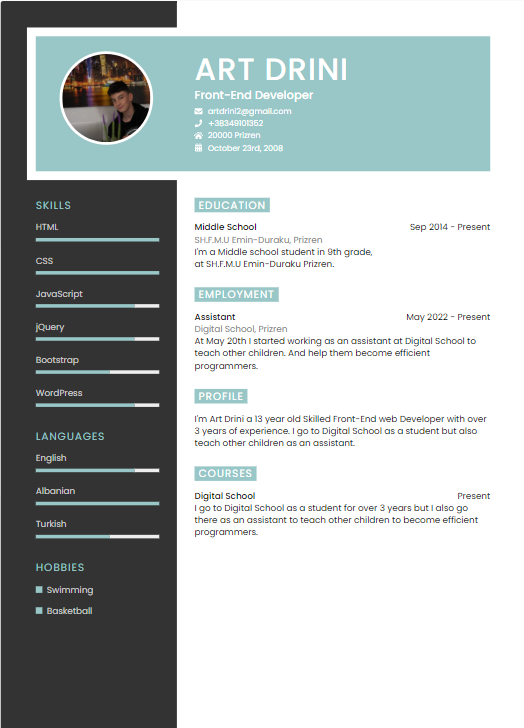 ART DRINI
Front-End Developer
artdrini2@gmail.com
+38349101352
20000 Prizren
October 23rd, 2008
SKILLS
HTML
CSS
JavaScript
jQuery
Bootstrap
WordPress
LANGUAGES
English
Albanian
Turkish
HOBBIES
Swimming
Basketball
EDUCATION
Middle School Sep 2014 - Present
SH.F.M.U Emin-Duraku, Prizren
I'm a Middle school student in 9th grade,
at SH.F.M.U Emin-Duraku Prizren.
EMPLOYMENT
Assistant May 2022 - Present
Digital School, Prizren
At May 20th I started working as an assistant at Digital School to
teach other children. And help them become efficient
programmers.
PROFILE
I'm Art Drini a 13 year old Skilled Front-End web Developer with over
3 years of experience. I go to Digital School as a student but also
teach other children as an assistant.
COURSES
Digital School Present
I go to Digital School as a student for over 3 years but I also go
there as an assistant to teach other children to become efficient
programmers.